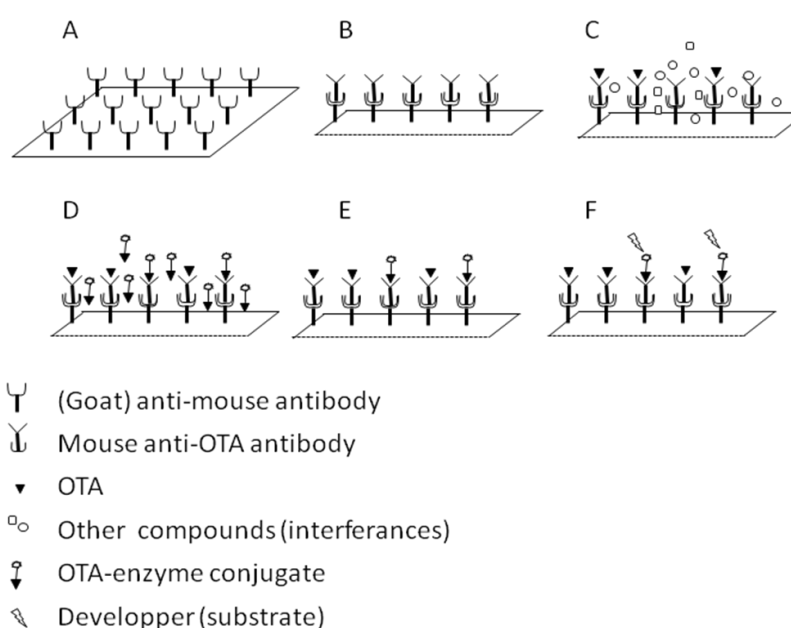 A
B
C
D
E
F
(Goat) anti-mouse antibody
Mouse anti-OTA antibody
OTA
Other compounds (interferances)
OTA-enzyme conjugate
Developper (substrate)